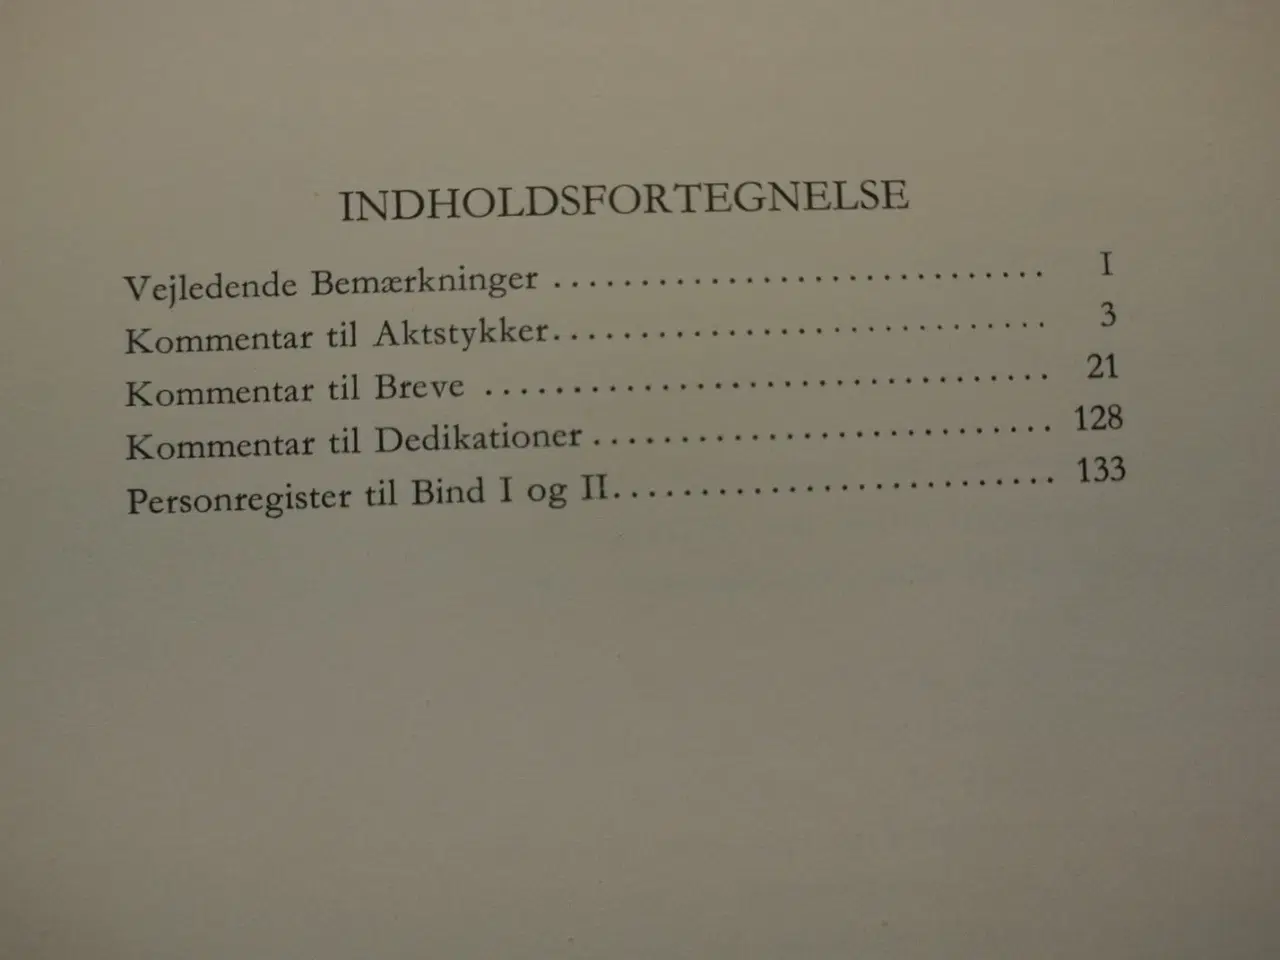 INDHOLDSFORTEGNELSE
Vejledende Bemærkninger ................................ I
Kommentar til Aktstykker................................ 3
Kommentar til Breve ................................ 21
Kommentar til Dedikationer ................................ 128
Personregister til Bind I og II................................ 133